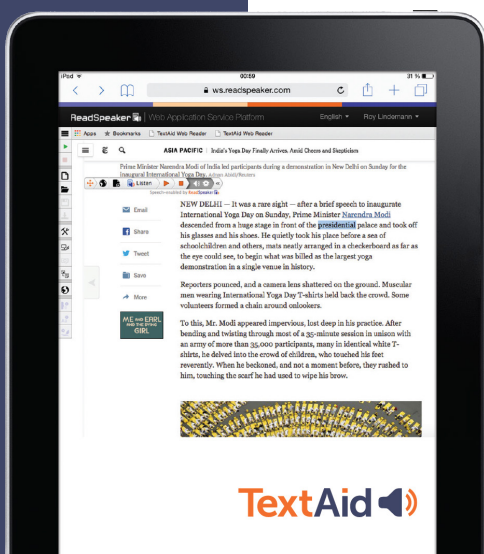 iPad
00:59
31 %
ws.readspeaker.com
ReadSpeaker
Web Application Service Platform
English
Roy Lindemann
Apps
Bookmarks
TextAid Web Reader
TextAid Web Reader
ASIA PACIFIC | India's Yoga Day Finally Arrives, Amid Cheers and Skepticism
Prime Minister Narendra Modi of India led participants during a demonstration in New Delhi on Sunday for the
inaugural International Yoga Day. Adnan Abidi/Reuters
Listen
Speech-enabled by ReadSpeaker
Email
Share
Tweet
Save
More
ME AND EARL
AND THE DYING
GIRL
NEW DELHI — It was a rare sight — after a brief speech to inaugurate
International Yoga Day on Sunday, Prime Minister Narendra Modi
descended from a huge stage in front of the presidential palace and took off
his glasses and his shoes. He quietly took his place before a sea of
schoolchildren and others, mats neatly arranged in a checkerboard as far as
the eye could see, to begin what was billed as the largest yoga
demonstration in a single venue in history.
Reporters pounced, and a camera lens shattered on the ground. Muscular
men wearing International Yoga Day T-shirts held back the crowd. Some
volunteers formed a chain around onlookers.
To this, Mr. Modi appeared impervious, lost deep in his practice. After
bending and twisting through most of a 35-minute session in unison with
an army of more than 35,000 participants, many in identical white T-
shirts, he delved into the crowd of children, who touched his feet
reverently. When he beckoned, and not a moment before, they rushed to
him, touching the scarf he had used to wipe his brow.
TextAid